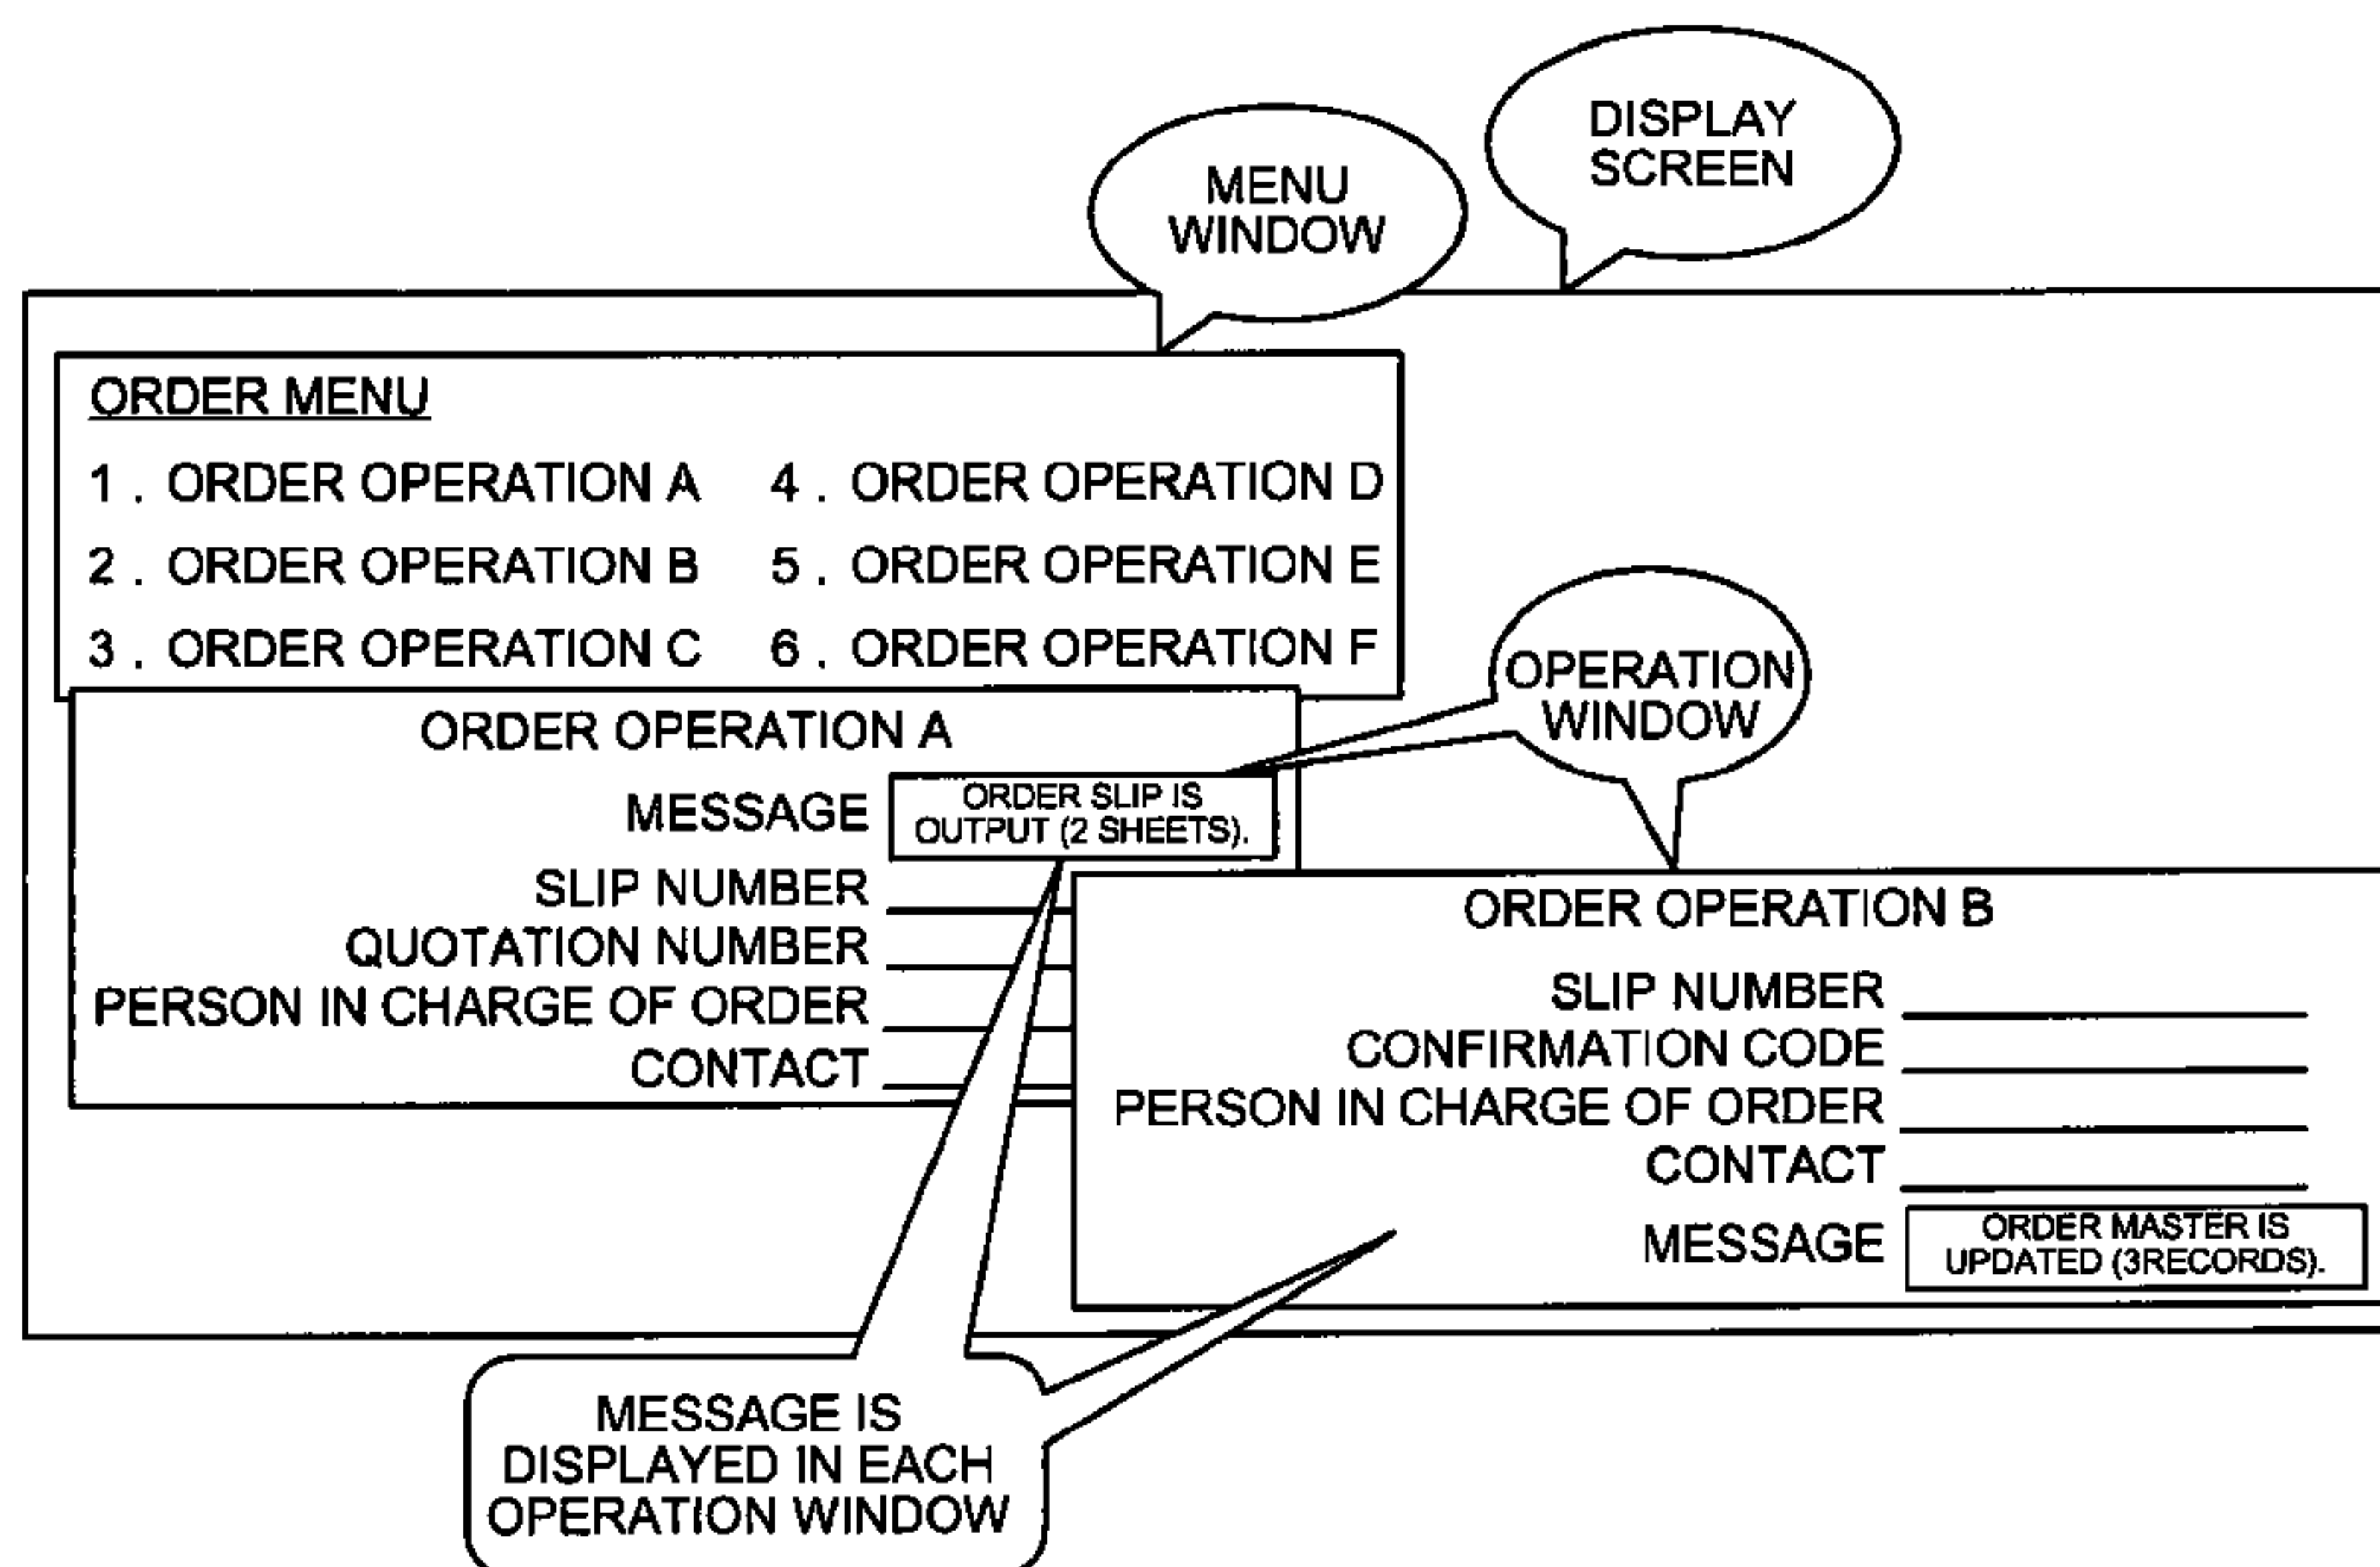 DISPLAY
SCREEN
MENU
WINDOW
ORDER MENU
1 . ORDER OPERATION A 4 . ORDER OPERATION D
2 . ORDER OPERATION B 5 . ORDER OPERATION E
3 . ORDER OPERATION C 6 . ORDER OPERATION F
OPERATION
WINDOW
ORDER OPERATION A
MESSAGE
ORDER SLIP IS
OUTPUT (2 SHEETS).
SLIP NUMBER
QUOTATION NUMBER
PERSON IN CHARGE OF ORDER
CONTACT
ORDER OPERATION B
SLIP NUMBER
CONFIRMATION CODE
PERSON IN CHARGE OF ORDER
CONTACT
MESSAGE
ORDER MASTER IS
UPDATED (3RECORDS).
MESSAGE IS
DISPLAYED IN EACH
OPERATION WINDOW